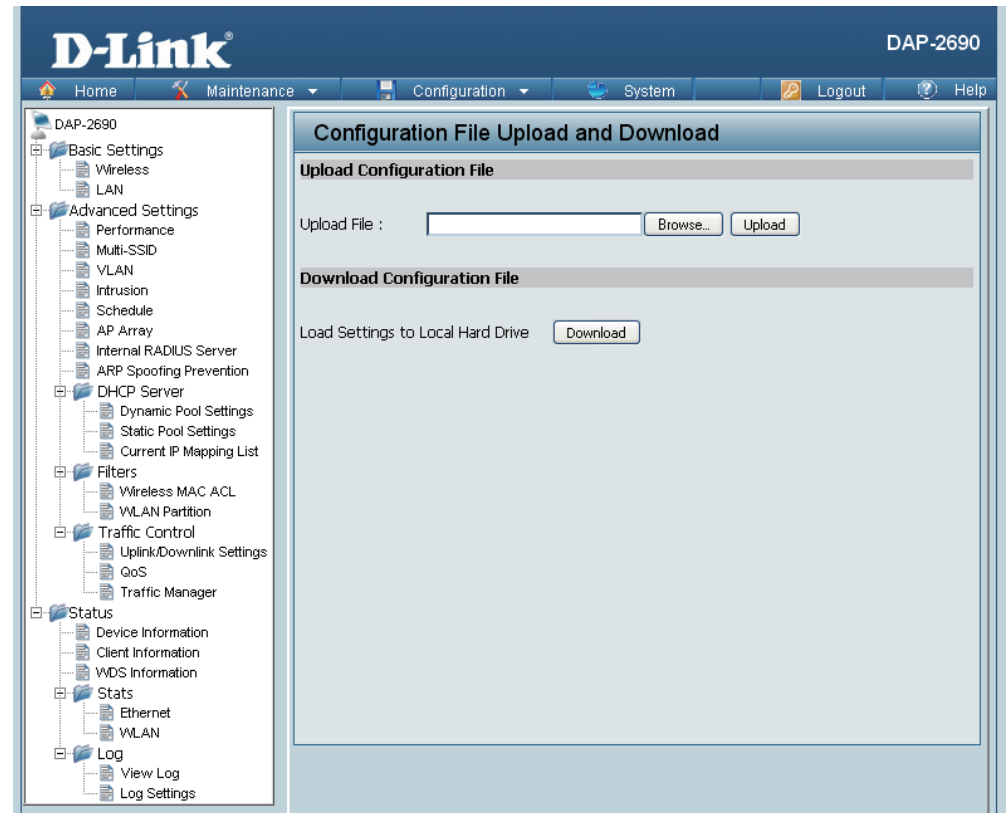 D-Link®
DAP-2690
Home Maintenance Configuration System Logout Help
DAP-2690
Basic Settings
Wireless
LAN
Advanced Settings
Performance
Multi-SSID
VLAN
Intrusion
Schedule
AP Array
Internal RADIUS Server
ARP Spoofing Prevention
DHCP Server
Dynamic Pool Settings
Static Pool Settings
Current IP Mapping List
Filters
Wireless MAC ACL
WLAN Partition
Traffic Control
Uplink/Downlink Settings
QoS
Traffic Manager
Status
Device Information
Client Information
WDS Information
Stats
Ethernet
WLAN
Log
View Log
Log Settings
Configuration File Upload and Download
Upload Configuration File
Upload File : Browse... Upload
Download Configuration File
Load Settings to Local Hard Drive Download